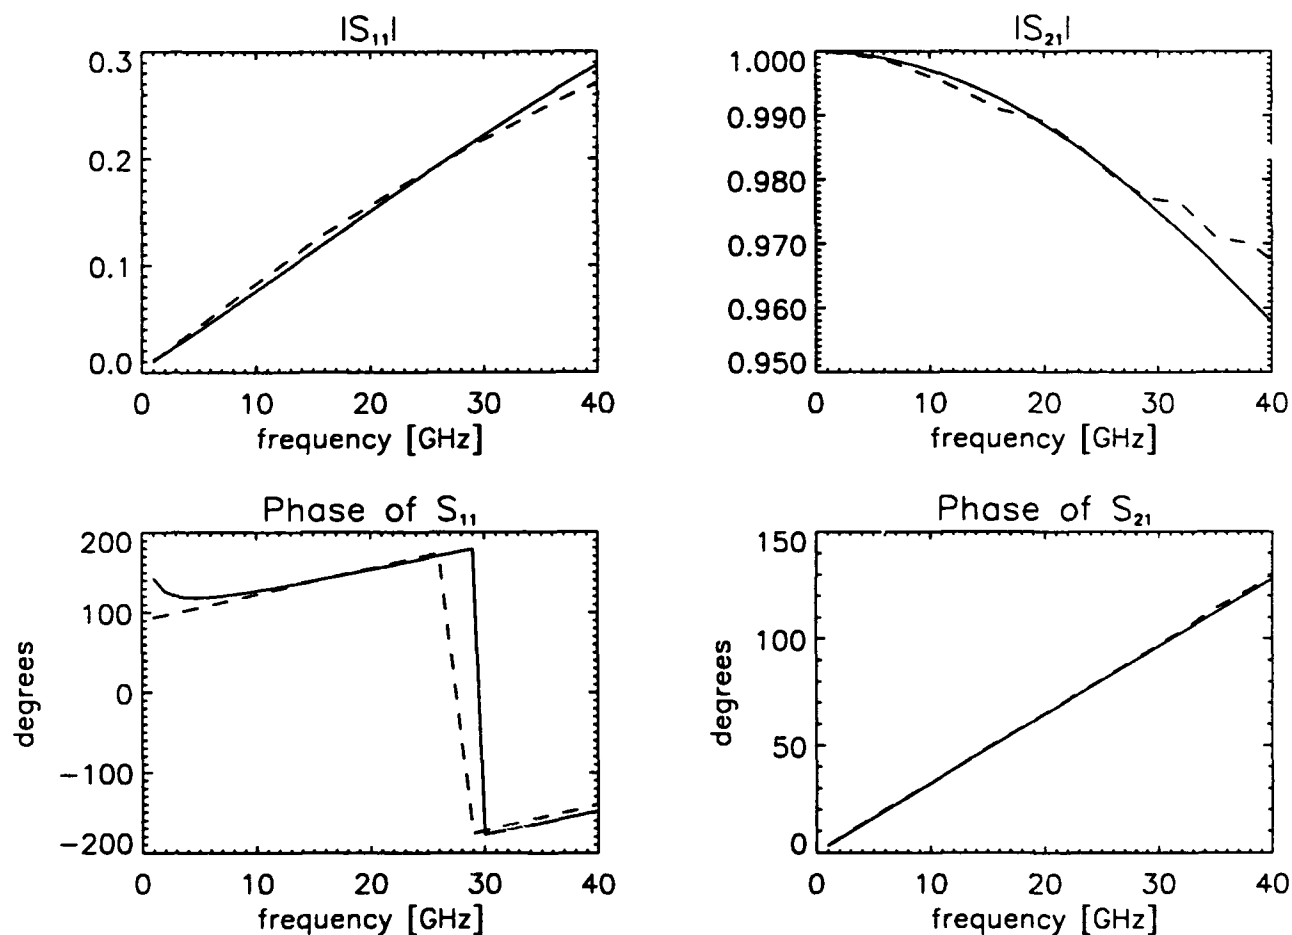 |S₁₁|
0.3
0.2
0.1
0.0
0 10 20 30 40
frequency [GHz]
|S₂₁|
1.000
0.990
0.980
0.970
0.960
0.950
0 10 20 30 40
frequency [GHz]
Phase of S₁₁
200
100
0
−100
−200
degrees
0 10 20 30 40
frequency [GHz]
Phase of S₂₁
150
100
50
0
degrees
0 10 20 30 40
frequency [GHz]